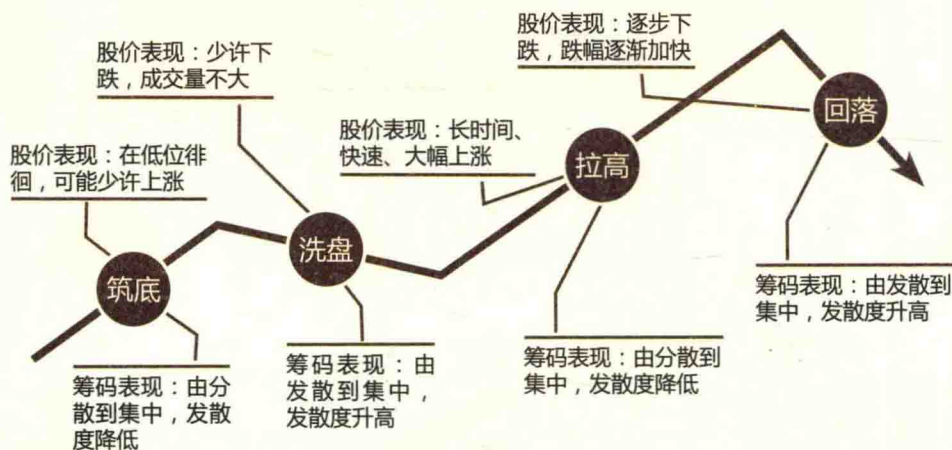 股价表现：少许下
跌，成交量不大
股价表现：逐步下
跌，跌幅逐渐加快
回落
股价表现：长时间、
快速、大幅上涨
拉高
股价表现：在低位徘
徊，可能少许上涨
洗盘
筑底
筹码表现：由发散到
集中，发散度升高
筹码表现：由分散到
集中，发散度降低
筹码表现：由
发散到集中，
发散度升高
筹码表现：由分
散到集中，发散
度降低